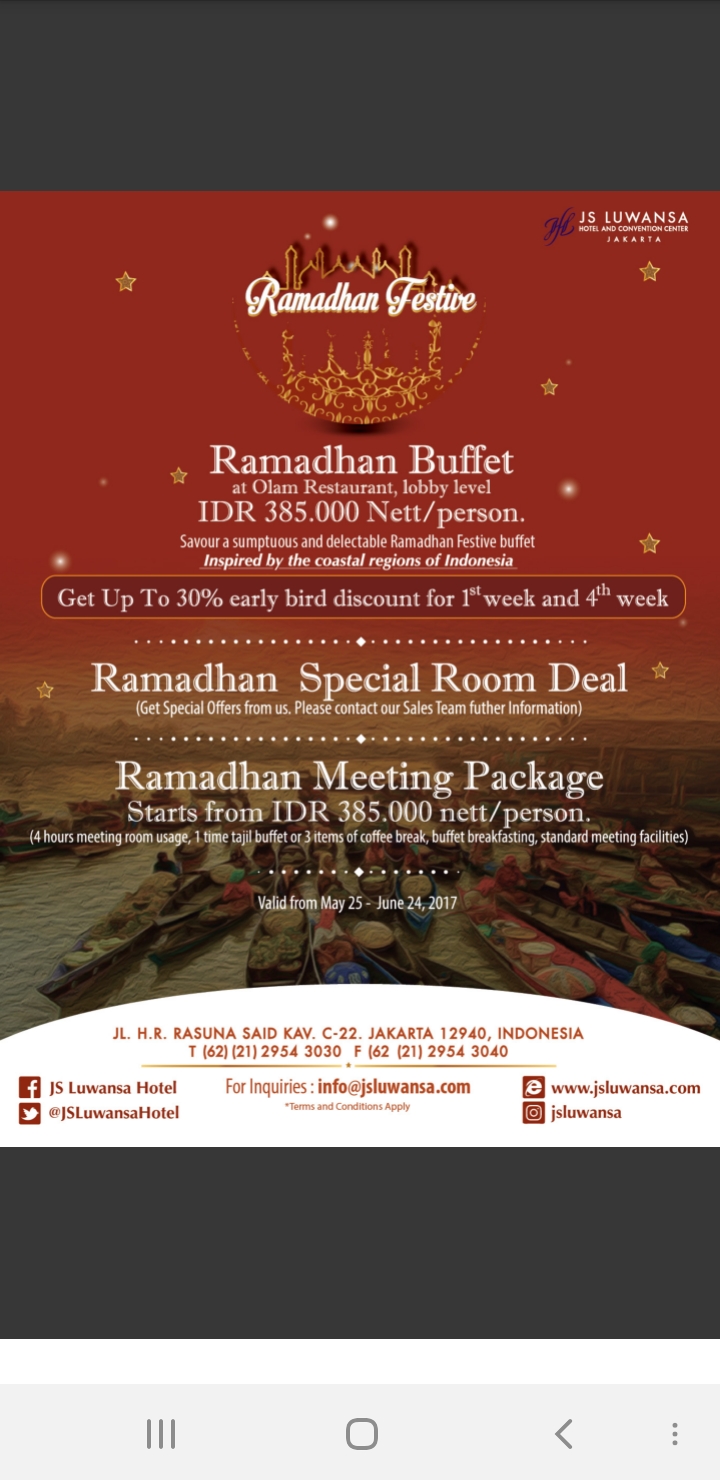 JS LUWANSA
HOTEL AND CONVENTION CENTER
JAKARTA
Ramadhan Festive
Ramadhan Buffet
at Olam Restaurant, lobby level
IDR 385.000 Nett/person.
Savour a sumptuous and delectable Ramadhan Festive buffet
Inspired by the coastal regions of Indonesia
Get Up To 30% early bird discount for 1st week and 4th week
Ramadhan Special Room Deal
(Get Special Offers from us. Please contact our Sales Team futher Information)
Ramadhan Meeting Package
Starts from IDR 385.000 nett/person.
(4 hours meeting room usage, 1 time tajil buffet or 3 items of coffee break, buffet breakfasting, standard meeting facilities)
Valid from May 25 - June 24, 2017
JL. H.R. RASUNA SAID KAV. C-22. JAKARTA 12940, INDONESIA
T (62) (21) 2954 3030 F (62 (21) 2954 3040
JS Luwansa Hotel
@JSLuwansaHotel
For Inquiries : info@jsluwansa.com
*Terms and Conditions Apply
www.jsluwansa.com
jsluwansa